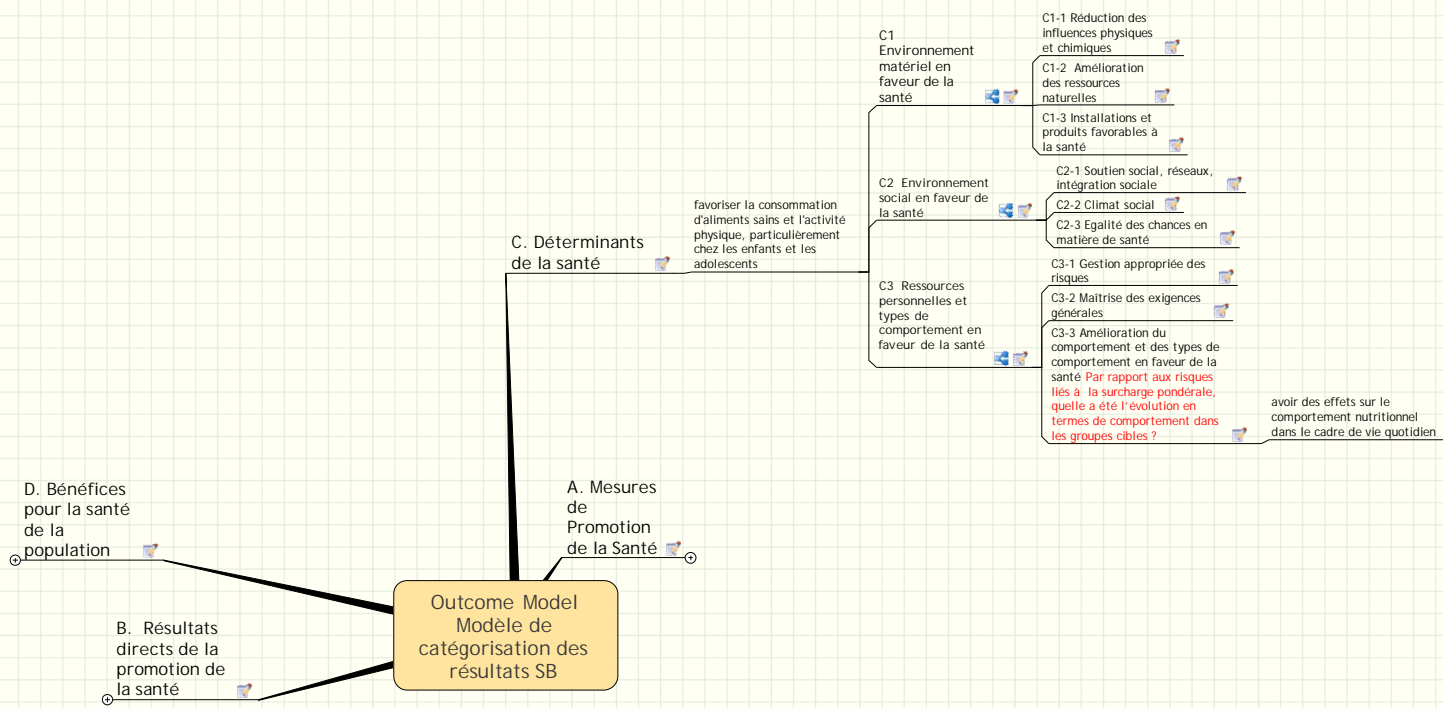 C1-1 Réduction des
influences physiques
et chimiques
C1
Environnement
matériel en
faveur de la
santé
C1-2 Amélioration
des ressources
naturelles
C1-3 Installations et
produits favorables à
la santé
C2 Environnement
social en faveur de
la santé
C2-1 Soutien social, réseaux,
intégration sociale
C2-2 Climat social
C2-3 Egalité des chances en
matière de santé
favoriser la consommation
d'aliments sains et l'activité
physique, particulièrement
chez les enfants et les
adolescents
C. Déterminants
de la santé
C3 Ressources
personnelles et
types de
comportement en
faveur de la santé
C3-1 Gestion appropriée des
risques
C3-2 Maîtrise des exigences
générales
C3-3 Amélioration du
comportement et des types de
comportement en faveur de la
santé Par rapport aux risques
liés à la surcharge pondérale,
quelle a été l'évolution en
termes de comportement dans
les groupes cibles ?
avoir des effets sur le
comportement nutritionnel
dans le cadre de vie quotidien
D. Bénéfices
pour la santé
de la
population
A. Mesures
de
Promotion
de la Santé
Outcome Model
Modèle de
catégorisation des
résultats SB
B. Résultats
directs de la
promotion de
la santé